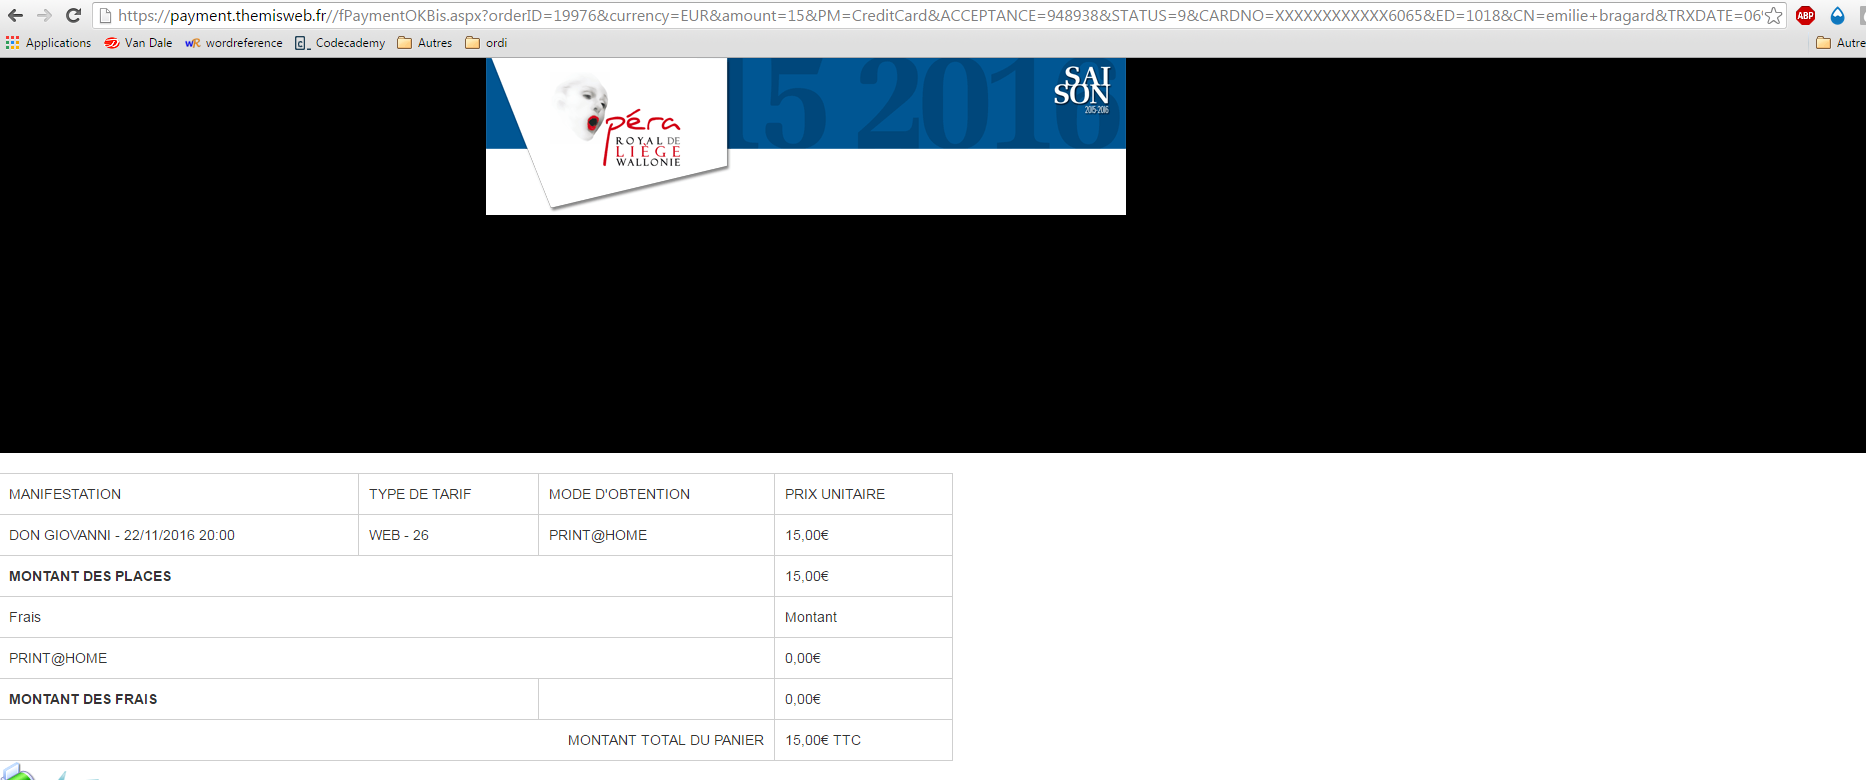 https://payment.themisweb.fr//fPaymentOKBis.aspx?orderID=19976&currency=EUR&amount=15&PM=CreditCard&ACCEPTANCE=948938&STATUS=9&CARDNO=XXXXXXXXXXXX6065&ED=1018&CN=emilie+bragard&TRXDATE=06
ABP
Applications Van Dale wordreference Codecademy Autres ordi Autre
15 2016
SAI
SON
2015-2016
Opéra
ROYAL DE
LIÈGE
WALLONIE
MANIFESTATION TYPE DE TARIF MODE D'OBTENTION PRIX UNITAIRE
DON GIOVANNI - 22/11/2016 20:00 WEB - 26 PRINT@HOME 15,00€
MONTANT DES PLACES 15,00€
Frais Montant
PRINT@HOME 0,00€
MONTANT DES FRAIS 0,00€
MONTANT TOTAL DU PANIER 15,00€ TTC